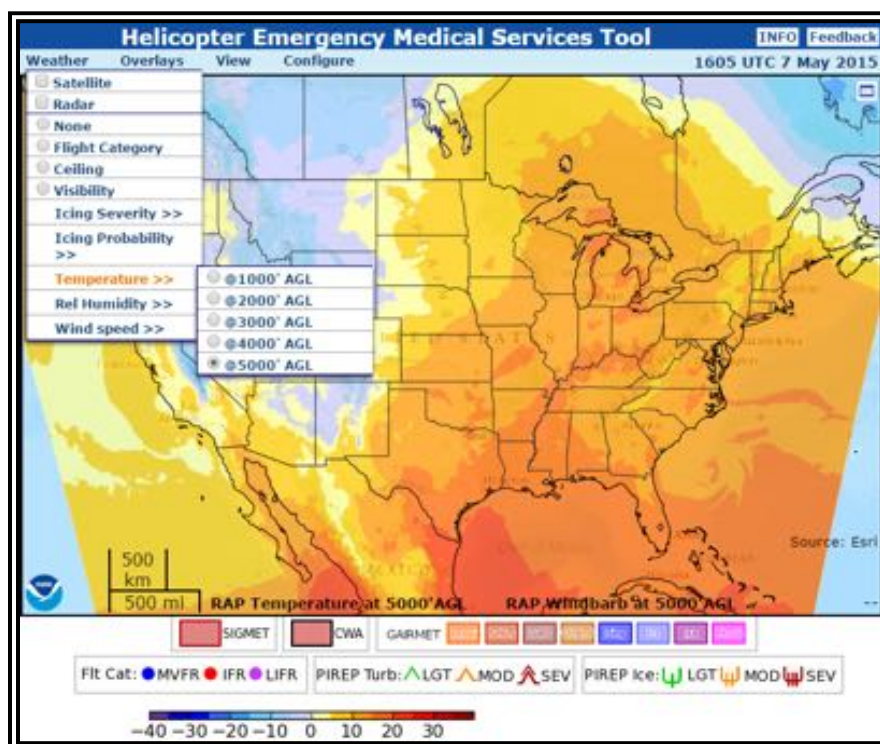 Helicopter Emergency Medical Services Tool
INFO Feedback
Weather Overlays View Configure
1605 UTC 7 May 2015
Satellite
Radar
None
Flight Category
Ceiling
Visibility
Icing Severity >>
Icing Probability
>>
Temperature >>
Rel Humidity >>
Wind speed >>
@1000' AGL
@2000' AGL
@3000' AGL
@4000' AGL
@5000' AGL
Source: Esri
500
km
500 mi
RAP Temperature at 5000'AGL RAP Windbarb at 5000'AGL
--
SIGMET CWA GAIRMET
Flt Cat: MVFR IFR LIFR PIREP Turb: LGT MOD SEV PIREP Ice: LGT MOD SEV
-40 -30 -20 -10 0 10 20 30